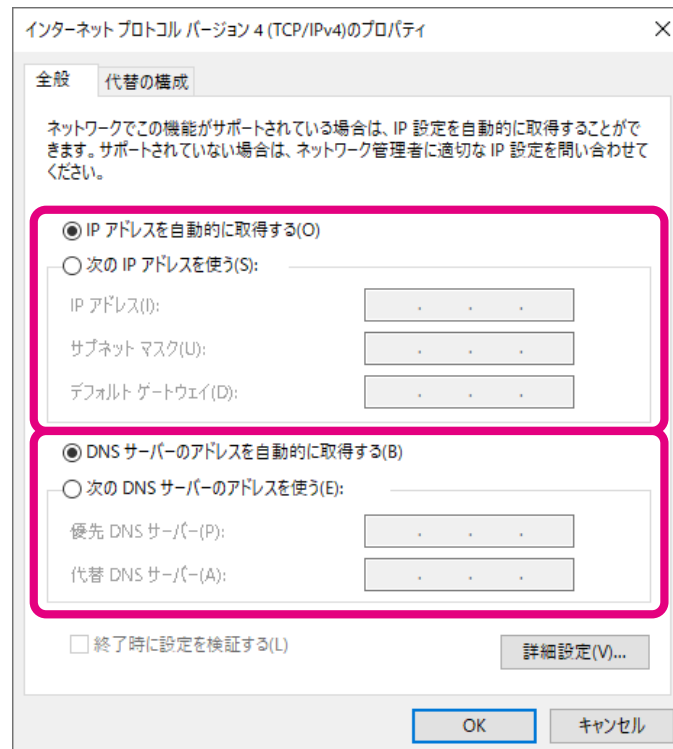 インターネット プロトコル バージョン 4 (TCP/IPv4)のプロパティ
全般
代替の構成
ネットワークでこの機能がサポートされている場合は、IP 設定を自動的に取得することがで
きます。サポートされていない場合は、ネットワーク管理者に適切な IP 設定を問い合わせて
ください。
IP アドレスを自動的に取得する(O)
次の IP アドレスを使う(S):
IP アドレス(I):
サブネット マスク(U):
デフォルト ゲートウェイ(D):
DNS サーバーのアドレスを自動的に取得する(B)
次の DNS サーバーのアドレスを使う(E):
優先 DNS サーバー(P):
代替 DNS サーバー(A):
終了時に設定を検証する(L)
詳細設定(V)...
OK
キャンセル